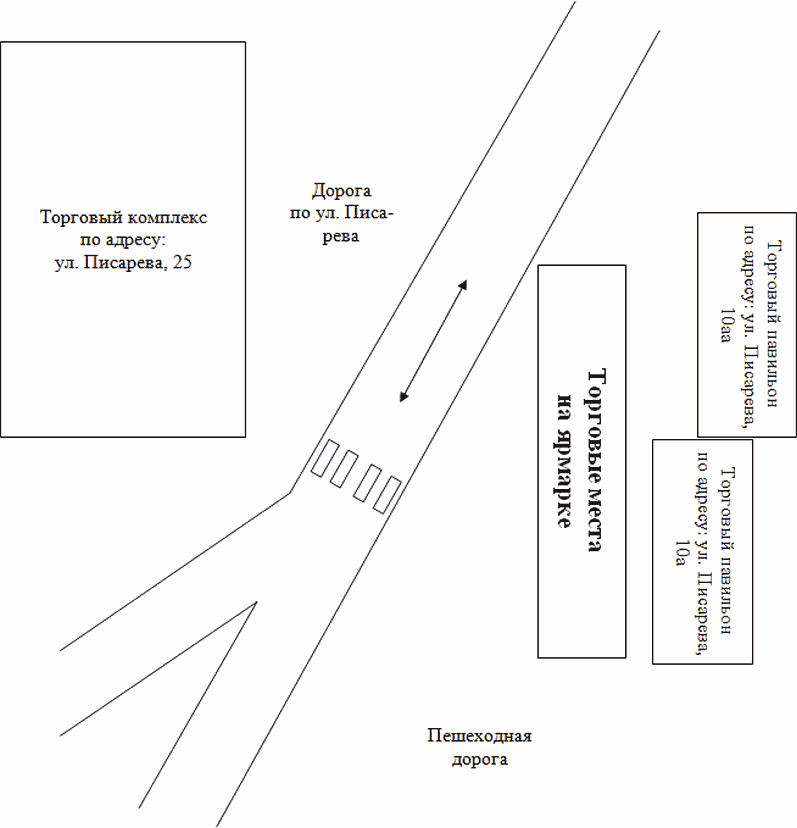 Торговый комплекс
по адресу:
ул. Писарева, 25
Дорога
по ул. Писа-
рева
Торговые места
на ярмарке
Торговый павильон
по адресу: ул. Писарева,
10аа
Торговый павильон
по адресу: ул. Писарева,
10а
Пешеходная
дорога